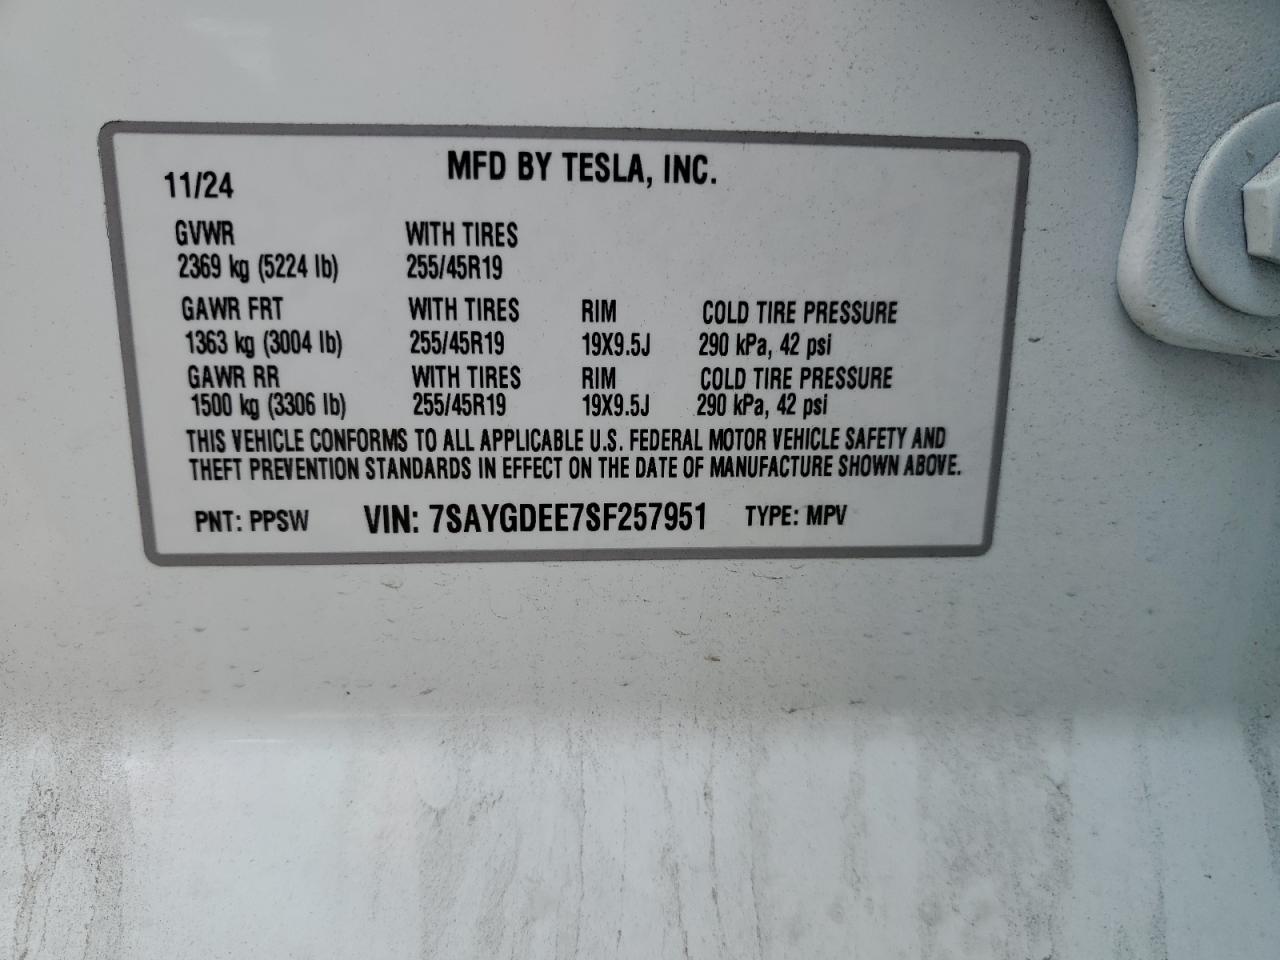 MFD BY TESLA, INC.
11/24
GVWR WITH TIRES
2369 kg (5224 lb) 255/45R19
GAWR FRT WITH TIRES RIM COLD TIRE PRESSURE
1363 kg (3004 lb) 255/45R19 19X9.5J 290 kPa, 42 psi
GAWR RR WITH TIRES RIM COLD TIRE PRESSURE
1500 kg (3306 lb) 255/45R19 19X9.5J 290 kPa, 42 psi
THIS VEHICLE CONFORMS TO ALL APPLICABLE U.S. FEDERAL MOTOR VEHICLE SAFETY AND
THEFT PREVENTION STANDARDS IN EFFECT ON THE DATE OF MANUFACTURE SHOWN ABOVE.
PNT: PPSW VIN: 7SAYGDEE7SF257951 TYPE: MPV